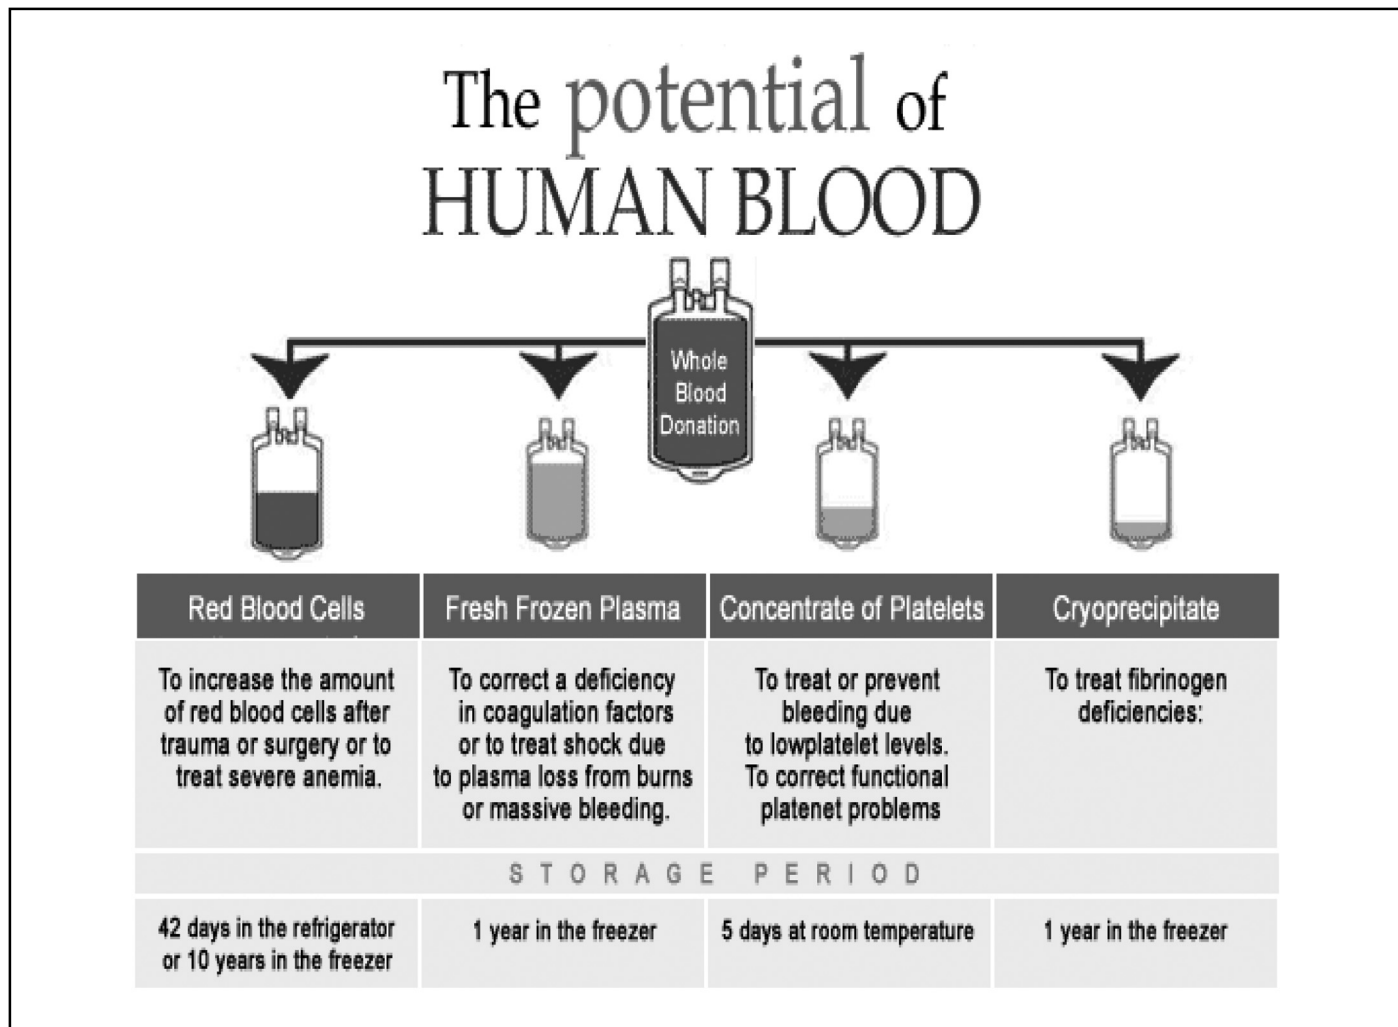 The potential of
HUMAN BLOOD
Whole
Blood
Donation
Red Blood Cells
Fresh Frozen Plasma
Concentrate of Platelets
Cryoprecipitate
To increase the amount
of red blood cells after
trauma or surgery or to
treat severe anemia.
To correct a deficiency
in coagulation factors
or to treat shock due
to plasma loss from burns
or massive bleeding.
To treat or prevent
bleeding due
to lowplatelet levels.
To correct functional
platenet problems
To treat fibrinogen
deficiencies:
STORAGE PERIOD
42 days in the refrigerator
or 10 years in the freezer
1 year in the freezer
5 days at room temperature
1 year in the freezer